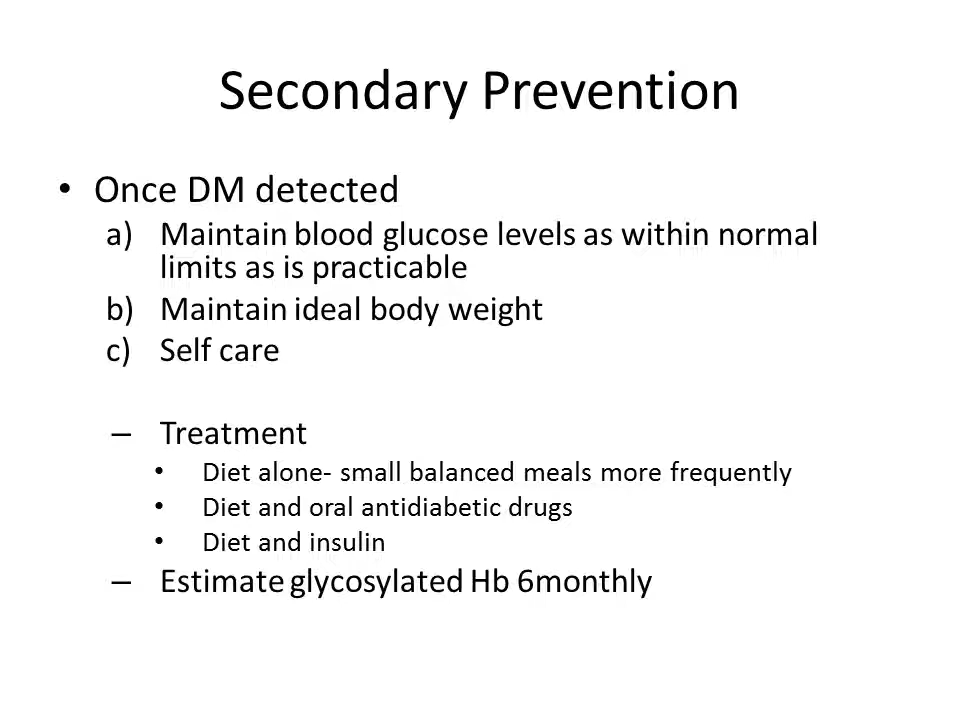 Secondary Prevention
• Once DM detected
a) Maintain blood glucose levels as within normal
limits as is practicable
b) Maintain ideal body weight
c) Self care
– Treatment
• Diet alone- small balanced meals more frequently
• Diet and oral antidiabetic drugs
• Diet and insulin
– Estimate glycosylated Hb 6monthly